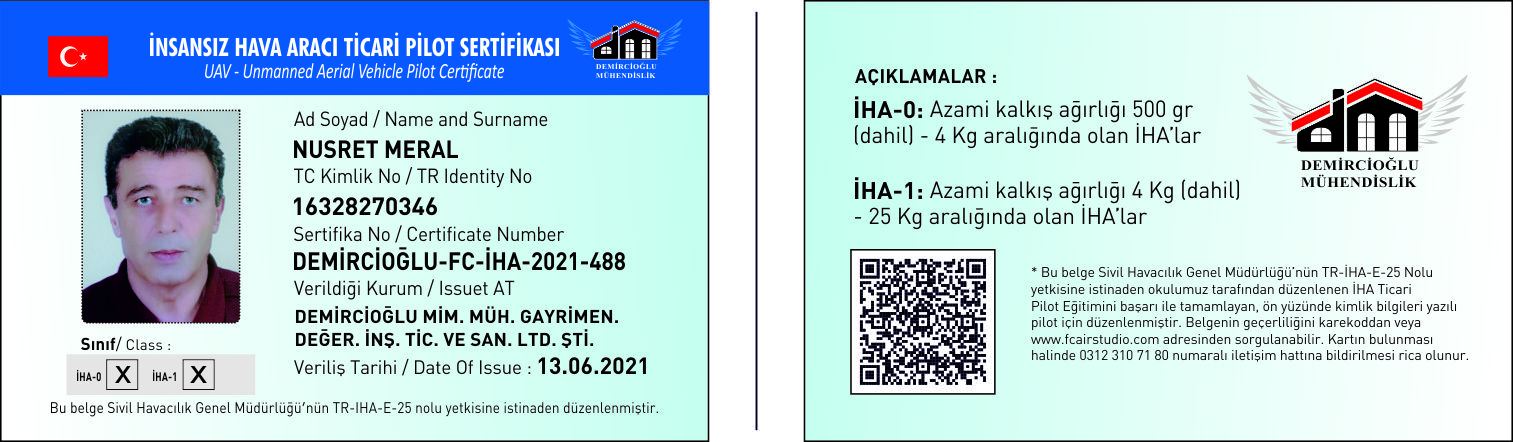 İNSANSIZ HAVA ARACI TİCARİ PİLOT SERTİFİKASI
UAV - Unmanned Aerial Vehicle Pilot Certificate
DEMİRCİOĞLU
MÜHENDİSLİK
Ad Soyad / Name and Surname
NUSRET MERAL
TC Kimlik No / TR Identity No
16328270346
Sertifika No / Certificate Number
DEMİRCİOĞLU-FC-İHA-2021-488
Verildiği Kurum / Issuet AT
DEMİRCİOĞLU MİM. MÜH. GAYRİMEN.
DEĞER. İNŞ. TİC. VE SAN. LTD. ŞTİ.
Veriliş Tarihi / Date Of Issue : 13.06.2021
Sınıf/ Class :
İHA-0 X İHA-1 X
Bu belge Sivil Havacılık Genel Müdürlüğü'nün TR-IHA-E-25 nolu yetkisine istinaden düzenlenmiştir.
AÇIKLAMALAR :
İHA-0: Azami kalkış ağırlığı 500 gr
(dahil) - 4 Kg aralığında olan İHA'lar
İHA-1: Azami kalkış ağırlığı 4 Kg (dahil)
- 25 Kg aralığında olan İHA'lar
DEMİRCİOĞLU
MÜHENDİSLİK
* Bu belge Sivil Havacılık Genel Müdürlüğü'nün TR-İHA-E-25 Nolu
yetkisine istinaden okulumuz tarafından düzenlenen İHA Ticari
Pilot Eğitimini başarı ile tamamlayan, ön yüzünde kimlik bilgileri yazılı
pilot için düzenlenmiştir. Belgenin geçerliliğini karekoddan veya
www.fcairstudio.com adresinden sorgulanabilir. Kartın bulunması
halinde 0312 310 71 80 numaralı iletişim hattına bildirilmesi rica olunur.